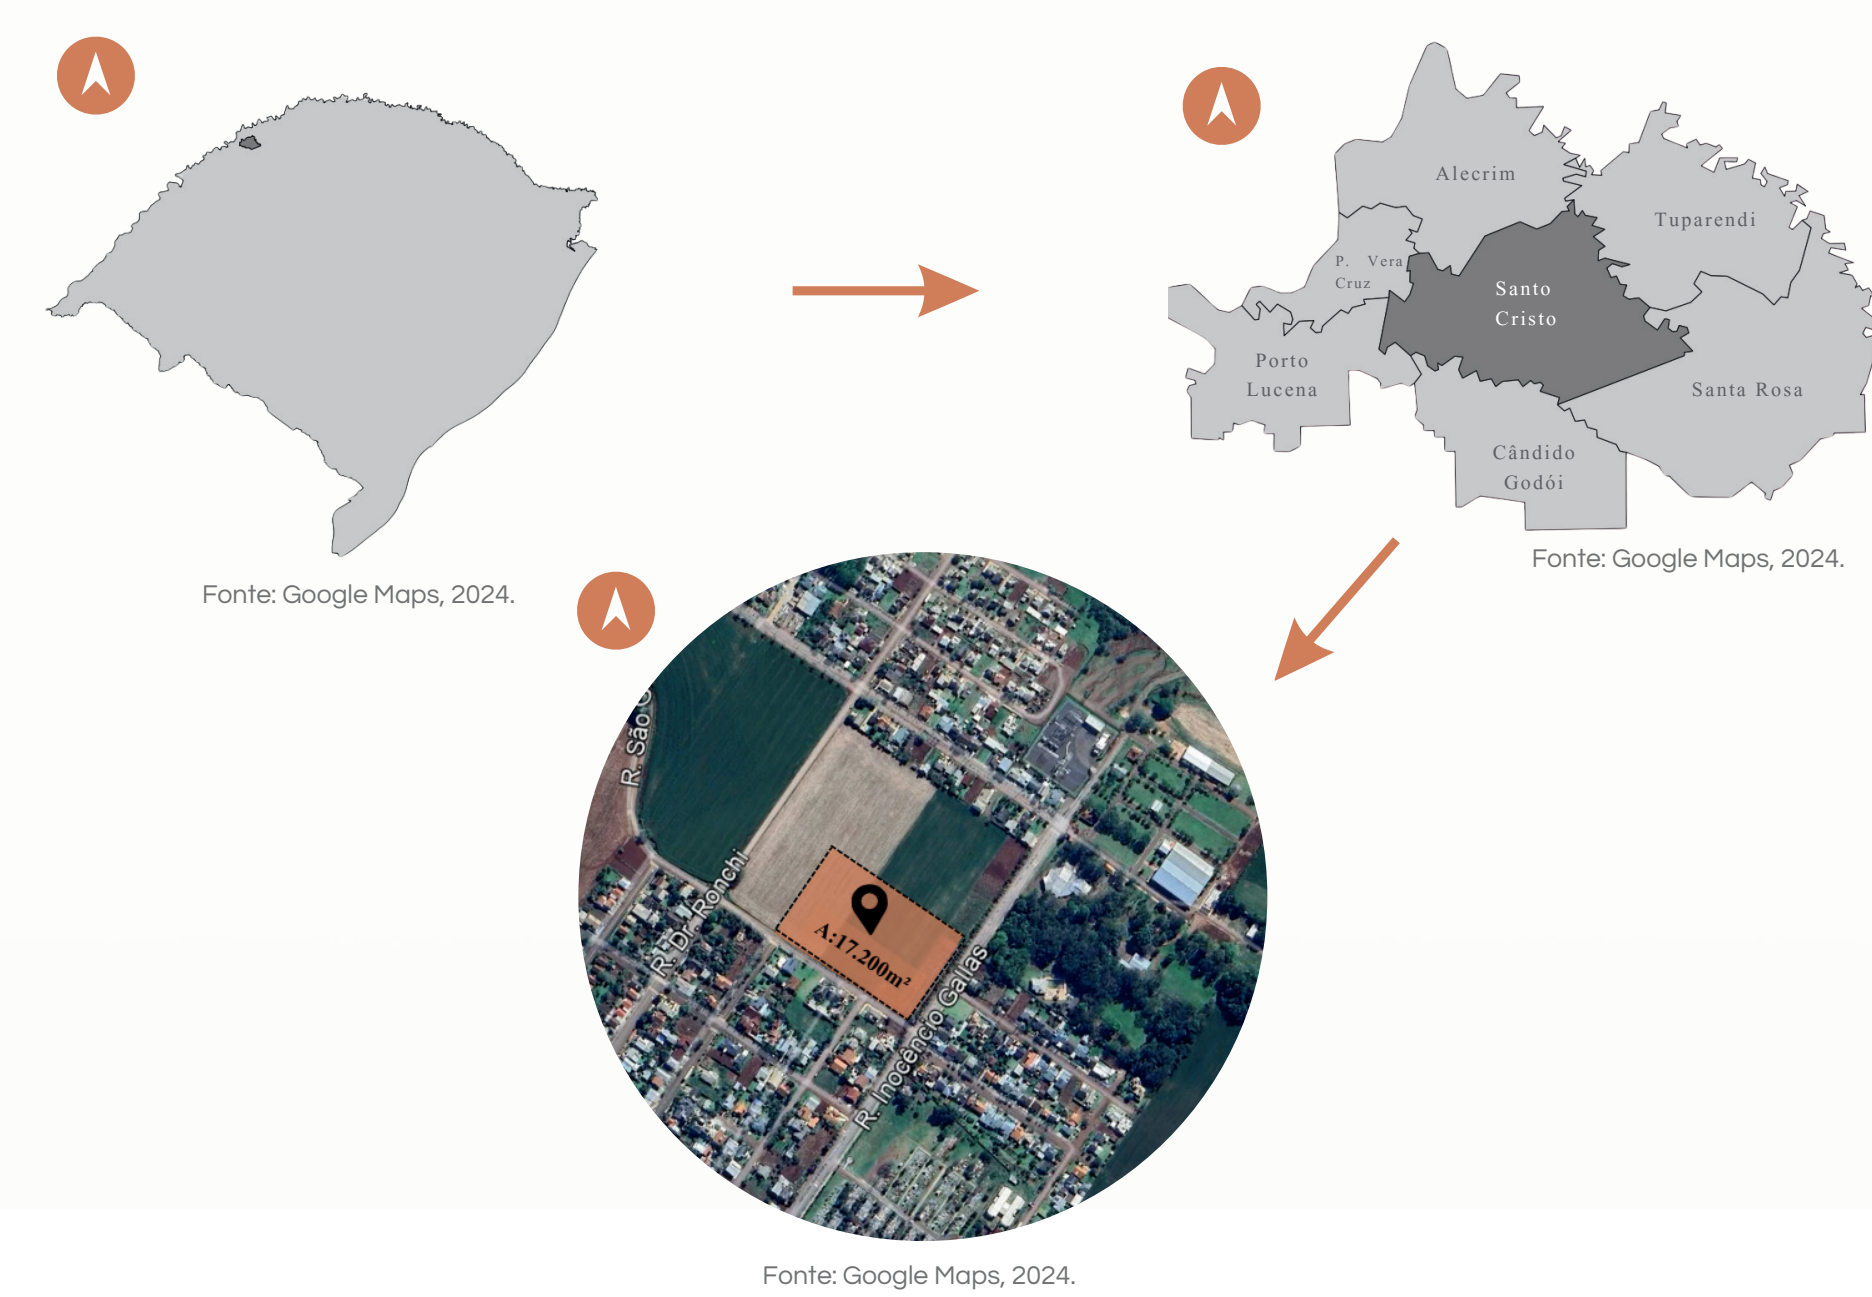 Alecrim
Tuparendi
P. Vera
Cruz
Santo
Cristo
Porto
Lucena
Santa Rosa
Cândido
Godói
Fonte: Google Maps, 2024.
Fonte: Google Maps, 2024.
R. São
R. Dr. Ronchi
A:17.200m²
R. Inocêncio Gallas
Fonte: Google Maps, 2024.